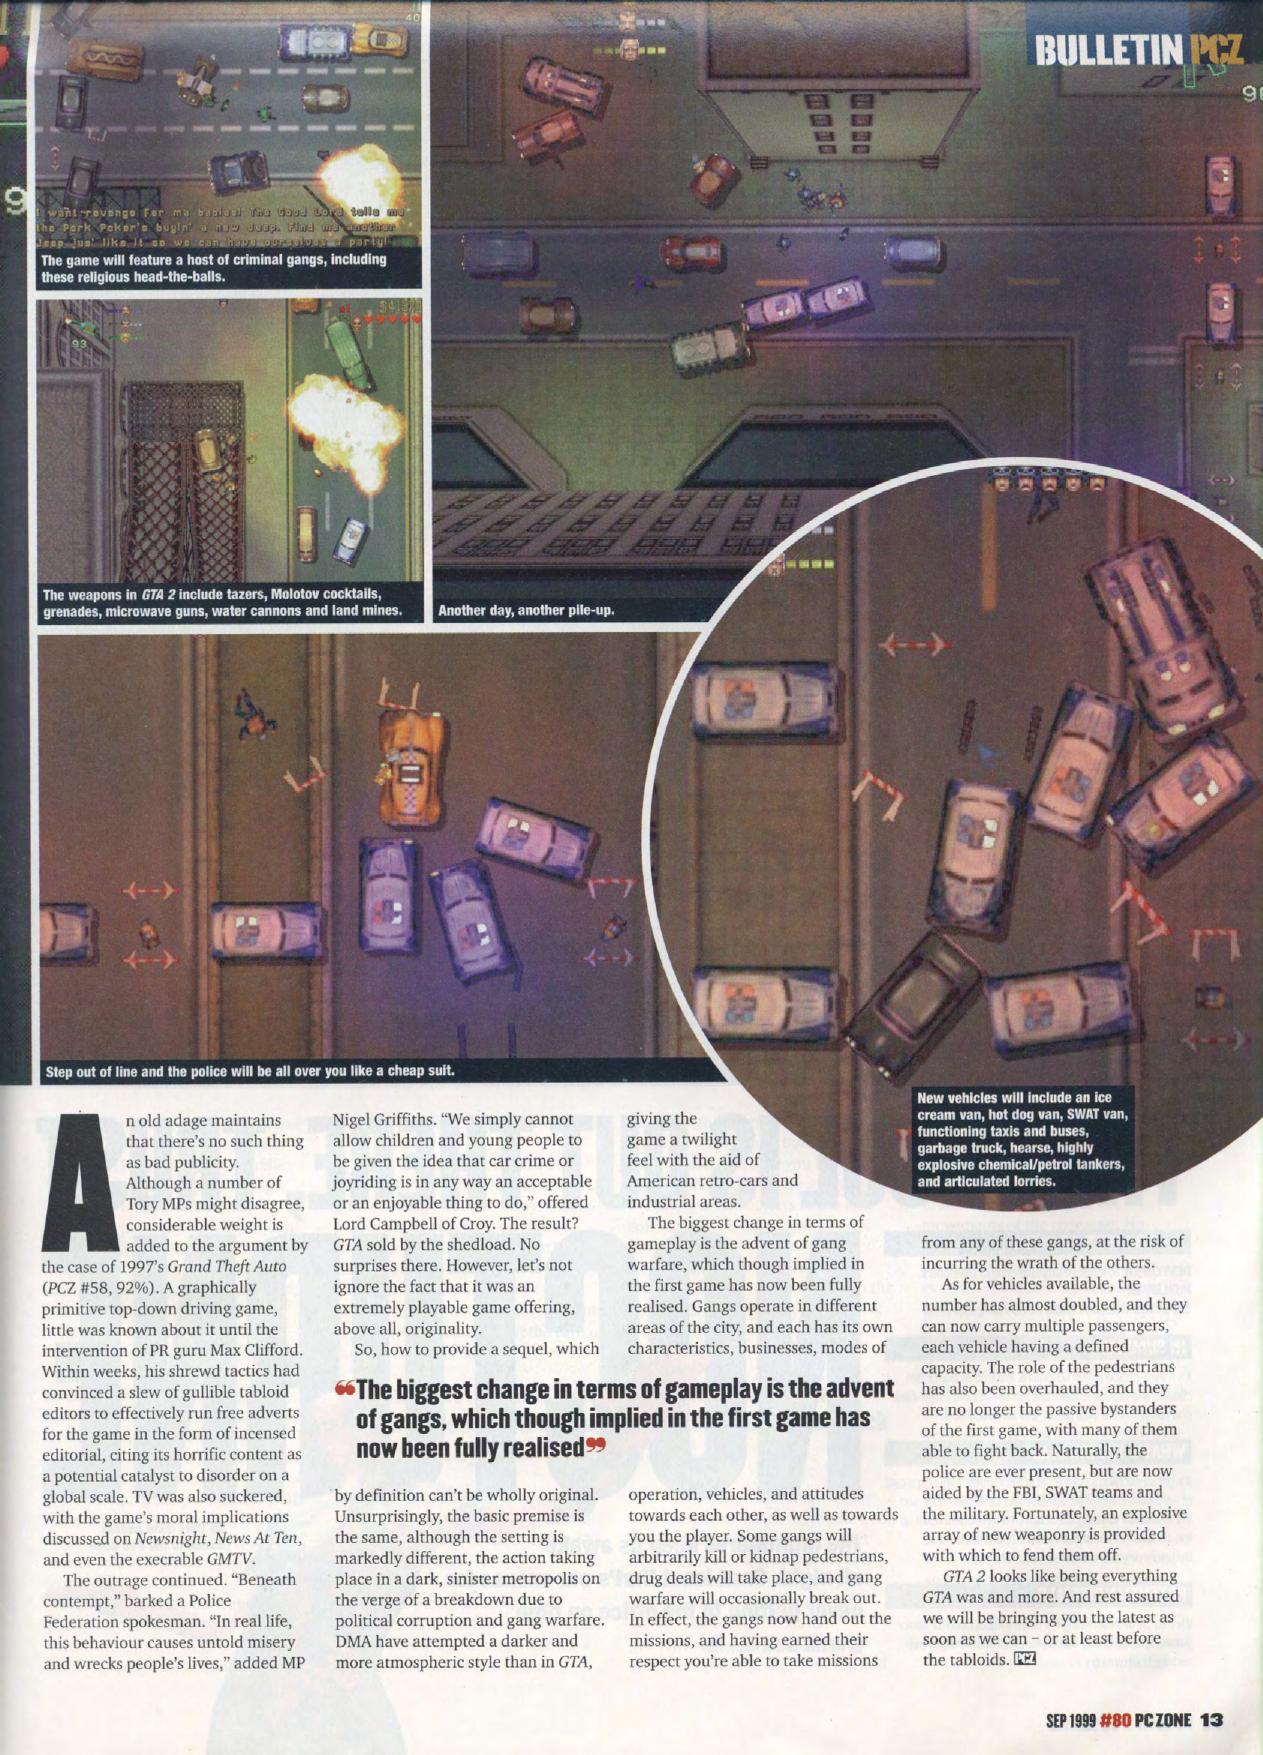 BULLETIN PCZ
40
I want revenge for ma babies! The Good Lord tells me
the Park Poker's buyin' a new Jeep. Find me another
Jeep jus' like it so we can have ourselves a party!
The game will feature a host of criminal gangs, including
these religious head-the-balls.
93
The weapons in GTA 2 include tazers, Molotov cocktails,
grenades, microwave guns, water cannons and land mines.
Another day, another pile-up.
Step out of line and the police will be all over you like a cheap suit.
New vehicles will include an ice
cream van, hot dog van, SWAT van,
functioning taxis and buses,
garbage truck, hearse, highly
explosive chemical/petrol tankers,
and articulated lorries.
An old adage maintains
that there's no such thing
as bad publicity.
Although a number of
Tory MPs might disagree,
considerable weight is
added to the argument by
the case of 1997's Grand Theft Auto
(PCZ #58, 92%). A graphically
primitive top-down driving game,
little was known about it until the
intervention of PR guru Max Clifford.
Within weeks, his shrewd tactics had
convinced a slew of gullible tabloid
editors to effectively run free adverts
for the game in the form of incensed
editorial, citing its horrific content as
a potential catalyst to disorder on a
global scale. TV was also suckered,
with the game's moral implications
discussed on Newsnight, News At Ten,
and even the execrable GMTV.
The outrage continued. “Beneath
contempt,” barked a Police
Federation spokesman. “In real life,
this behaviour causes untold misery
and wrecks people's lives,” added MP
Nigel Griffiths. “We simply cannot
allow children and young people to
be given the idea that car crime or
joyriding is in any way an acceptable
or an enjoyable thing to do,” offered
Lord Campbell of Croy. The result?
GTA sold by the shedload. No
surprises there. However, let's not
ignore the fact that it was an
extremely playable game offering,
above all, originality.
So, how to provide a sequel, which
“The biggest change in terms of gameplay is the advent
of gangs, which though implied in the first game has
now been fully realised”
by definition can't be wholly original.
Unsurprisingly, the basic premise is
the same, although the setting is
markedly different, the action taking
place in a dark, sinister metropolis on
the verge of a breakdown due to
political corruption and gang warfare.
DMA have attempted a darker and
more atmospheric style than in GTA,
giving the
game a twilight
feel with the aid of
American retro-cars and
industrial areas.
The biggest change in terms of
gameplay is the advent of gang
warfare, which though implied in
the first game has now been fully
realised. Gangs operate in different
areas of the city, and each has its own
characteristics, businesses, modes of
operation, vehicles, and attitudes
towards each other, as well as towards
you the player. Some gangs will
arbitrarily kill or kidnap pedestrians,
drug deals will take place, and gang
warfare will occasionally break out.
In effect, the gangs now hand out the
missions, and having earned their
respect you're able to take missions
from any of these gangs, at the risk of
incurring the wrath of the others.
As for vehicles available, the
number has almost doubled, and they
can now carry multiple passengers,
each vehicle having a defined
capacity. The role of the pedestrians
has also been overhauled, and they
are no longer the passive bystanders
of the first game, with many of them
able to fight back. Naturally, the
police are ever present, but are now
aided by the FBI, SWAT teams and
the military. Fortunately, an explosive
array of new weaponry is provided
with which to fend them off.
GTA 2 looks like being everything
GTA was and more. And rest assured
we will be bringing you the latest as
soon as we can – or at least before
the tabloids. PCZ
SEP 1999 #80 PC ZONE 13